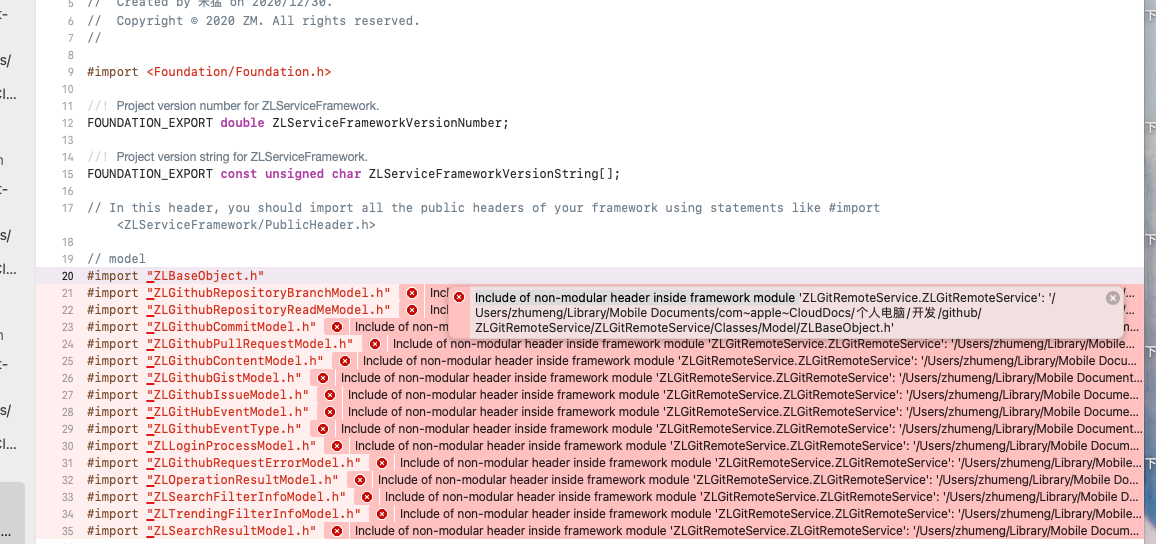 5 // Created by 朱猛 on 2020/12/30.
6 // Copyright © 2020 ZM. All rights reserved.
7 //
8
9 #import <Foundation/Foundation.h>
10
11 //! Project version number for ZLServiceFramework.
12 FOUNDATION_EXPORT double ZLServiceFrameworkVersionNumber;
13
14 //! Project version string for ZLServiceFramework.
15 FOUNDATION_EXPORT const unsigned char ZLServiceFrameworkVersionString[];
16
17 // In this header, you should import all the public headers of your framework using statements like #import
<ZLServiceFramework/PublicHeader.h>
18
19 // model
20 #import "ZLBaseObject.h"
21 #import "ZLGithubRepositoryBranchModel.h" Incl
Include of non-modular header inside framework module 'ZLGitRemoteService.ZLGitRemoteService': '/
Users/zhumeng/Library/Mobile Documents/com~apple~CloudDocs/个人电脑/开发/github/
ZLGitRemoteService/ZLGitRemoteService/Classes/Model/ZLBaseObject.h'
22 #import "ZLGithubRepositoryReadMeModel.h" Incl
23 #import "ZLGithubCommitModel.h" Include of non-m
24 #import "ZLGithubPullRequestModel.h" Include of non-modular header inside framework module 'ZLGitRemoteService.ZLGitRemoteService': '/Users/zhumeng/Library/Mobile...
25 #import "ZLGithubContentModel.h" Include of non-modular header inside framework module 'ZLGitRemoteService.ZLGitRemoteService': '/Users/zhumeng/Library/Mobile Docu...
26 #import "ZLGithubGistModel.h" Include of non-modular header inside framework module 'ZLGitRemoteService.ZLGitRemoteService': '/Users/zhumeng/Library/Mobile Document...
27 #import "ZLGithubIssueModel.h" Include of non-modular header inside framework module 'ZLGitRemoteService.ZLGitRemoteService': '/Users/zhumeng/Library/Mobile Docume...
28 #import "ZLGitHubEventModel.h" Include of non-modular header inside framework module 'ZLGitRemoteService.ZLGitRemoteService': '/Users/zhumeng/Library/Mobile Docume...
29 #import "ZLGitHubEventType.h" Include of non-modular header inside framework module 'ZLGitRemoteService.ZLGitRemoteService': '/Users/zhumeng/Library/Mobile Document...
30 #import "ZLLoginProcessModel.h" Include of non-modular header inside framework module 'ZLGitRemoteService.ZLGitRemoteService': '/Users/zhumeng/Library/Mobile Docum...
31 #import "ZLGithubRequestErrorModel.h" Include of non-modular header inside framework module 'ZLGitRemoteService.ZLGitRemoteService': '/Users/zhumeng/Library/Mobile...
32 #import "ZLOperationResultModel.h" Include of non-modular header inside framework module 'ZLGitRemoteService.ZLGitRemoteService': '/Users/zhumeng/Library/Mobile Doc...
33 #import "ZLSearchFilterInfoModel.h" Include of non-modular header inside framework module 'ZLGitRemoteService.ZLGitRemoteService': '/Users/zhumeng/Library/Mobile D...
34 #import "ZLTrendingFilterInfoModel.h" Include of non-modular header inside framework module 'ZLGitRemoteService.ZLGitRemoteService': '/Users/zhumeng/Library/Mobile...
35 #import "ZLSearchResultModel.h" Include of non-modular header inside framework module 'ZLGitRemoteService.ZLGitRemoteService': '/Users/zhumeng/Library/Mobile Docum...